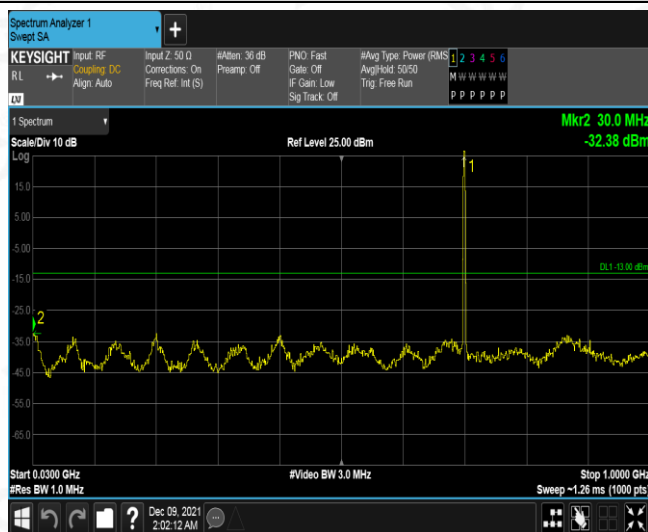 Spectrum Analyzer 1
Swept SA
+
KEYSIGHT
RL
LXI
Input: RF
Coupling: DC
Align: Auto
Input Z: 50 Ω
Corrections: On
Freq Ref: Int (S)
#Atten: 36 dB
Preamp: Off
PNO: Fast
Gate: Off
IF Gain: Low
Sig Track: Off
#Avg Type: Power (RMS
Avg|Hold: 50/50
Trig: Free Run
1 2 3 4 5 6
M W W W W W
P P P P P P
1 Spectrum
Scale/Div 10 dB
Ref Level 25.00 dBm
Mkr2 30.0 MHz
-32.38 dBm
Log
1
15.0
5.00
-5.00
DL1 -13.00 dBm
-15.0
-25.0
2
-35.0
-45.0
-55.0
-65.0
Start 0.0300 GHz
#Video BW 3.0 MHz
Stop 1.0000 GHz
#Res BW 1.0 MHz
Sweep ~1.26 ms (1000 pts)
?
Dec 09, 2021
2:02:12 AM